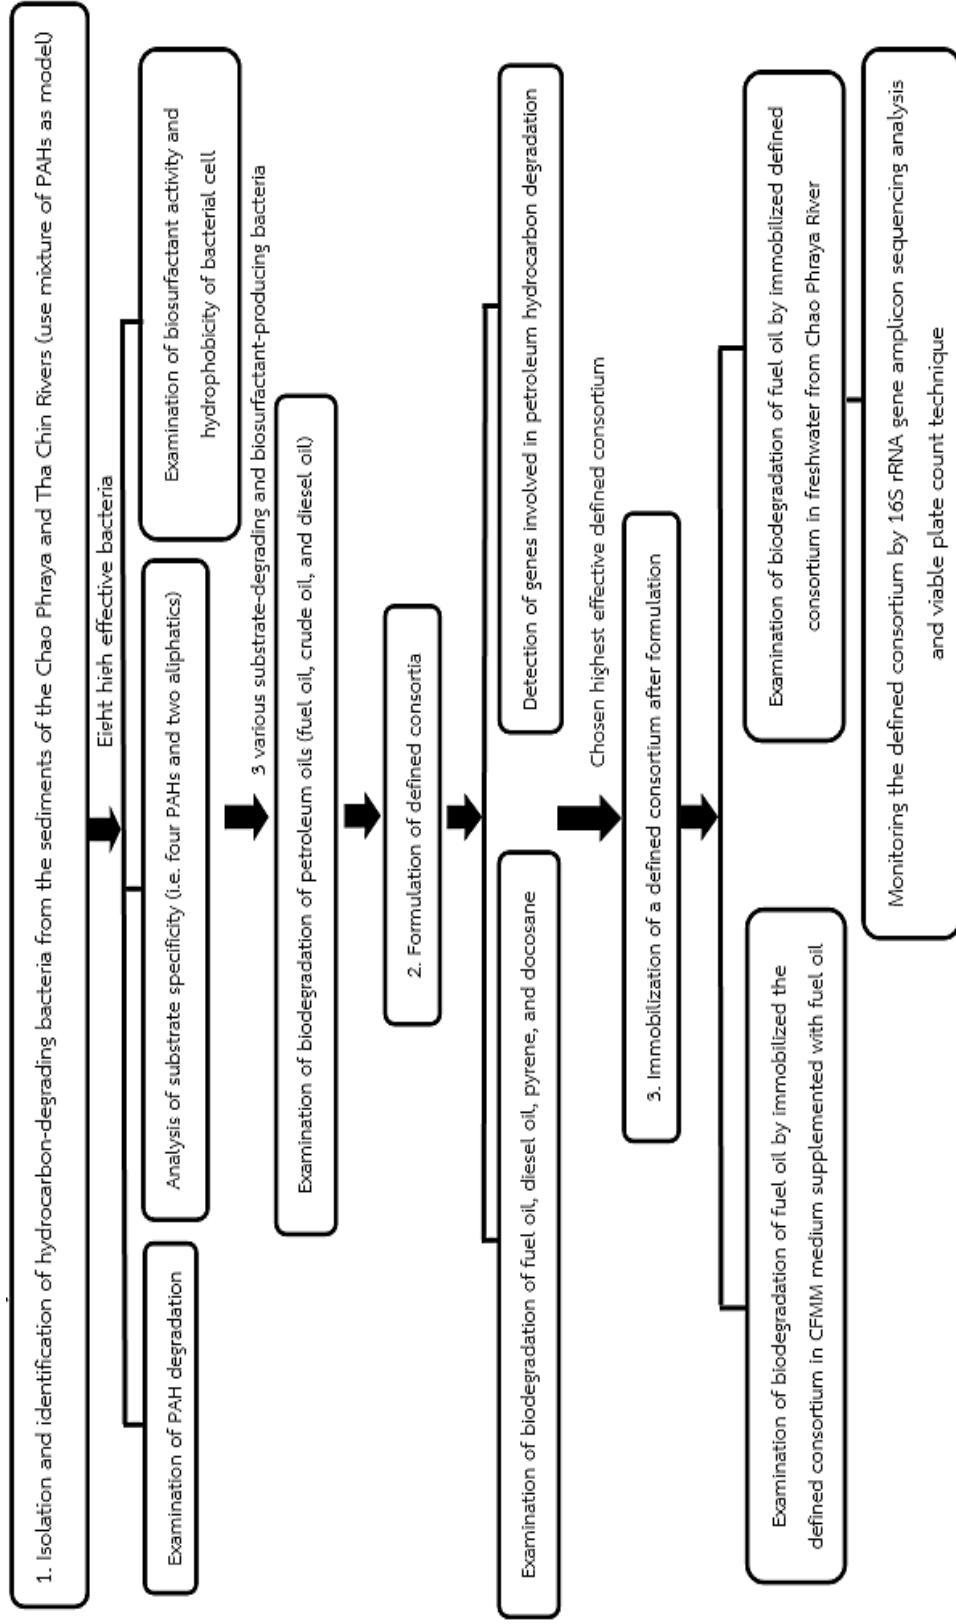 1. Isolation and identification of hydrocarbon-degrading bacteria from the sediments of the Chao Phraya and Tha Chin Rivers (use mixture of PAHs as model)
Eight high effective bacteria
Examination of PAH degradation
Analysis of substrate specificity (i.e. four PAHs and two aliphatics)
Examination of biosurfactant activity and
hydrophobicity of bacterial cell
3 various substrate-degrading and biosurfactant-producing bacteria
Examination of biodegradation of petroleum oils (fuel oil, crude oil, and diesel oil)
2. Formulation of defined consortia
Examination of biodegradation of fuel oil, diesel oil, pyrene, and docosane
Detection of genes involved in petroleum hydrocarbon degradation
Chosen highest effective defined consortium
3. Immobilization of a defined consortium after formulation
Examination of biodegradation of fuel oil by immobilized the
defined consortium in CFMM medium supplemented with fuel oil
Examination of biodegradation of fuel oil by immobilized defined
consortium in freshwater from Chao Phraya River
Monitoring the defined consortium by 16S rRNA gene amplicon sequencing analysis
and viable plate count technique